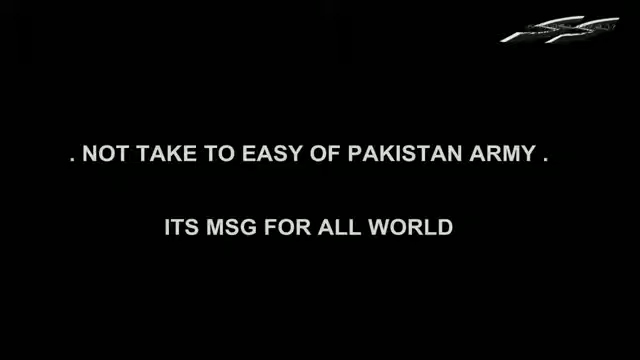 . NOT TAKE TO EASY OF PAKISTAN ARMY .
ITS MSG FOR ALL WORLD